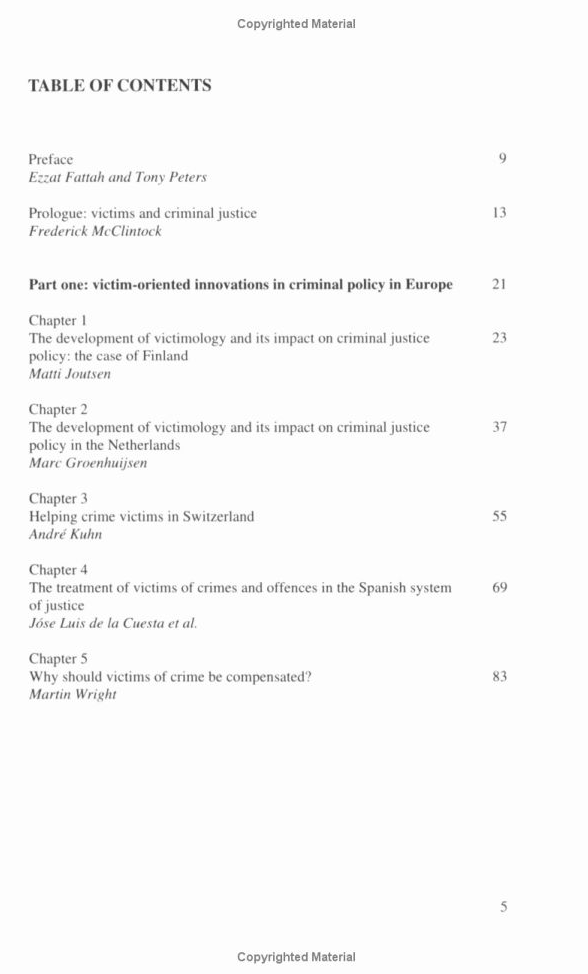 Copyrighted Material
TABLE OF CONTENTS
Preface 9
Ezzat Fattah and Tony Peters
Prologue: victims and criminal justice 13
Frederick McClintock
Part one: victim-oriented innovations in criminal policy in Europe 21
Chapter 1
The development of victimology and its impact on criminal justice 23
policy: the case of Finland
Matti Joutsen
Chapter 2
The development of victimology and its impact on criminal justice 37
policy in the Netherlands
Marc Groenhuijsen
Chapter 3
Helping crime victims in Switzerland 55
André Kuhn
Chapter 4
The treatment of victims of crimes and offences in the Spanish system 69
of justice
Jóse Luis de la Cuesta et al.
Chapter 5
Why should victims of crime be compensated? 83
Martin Wright
5
Copyrighted Material